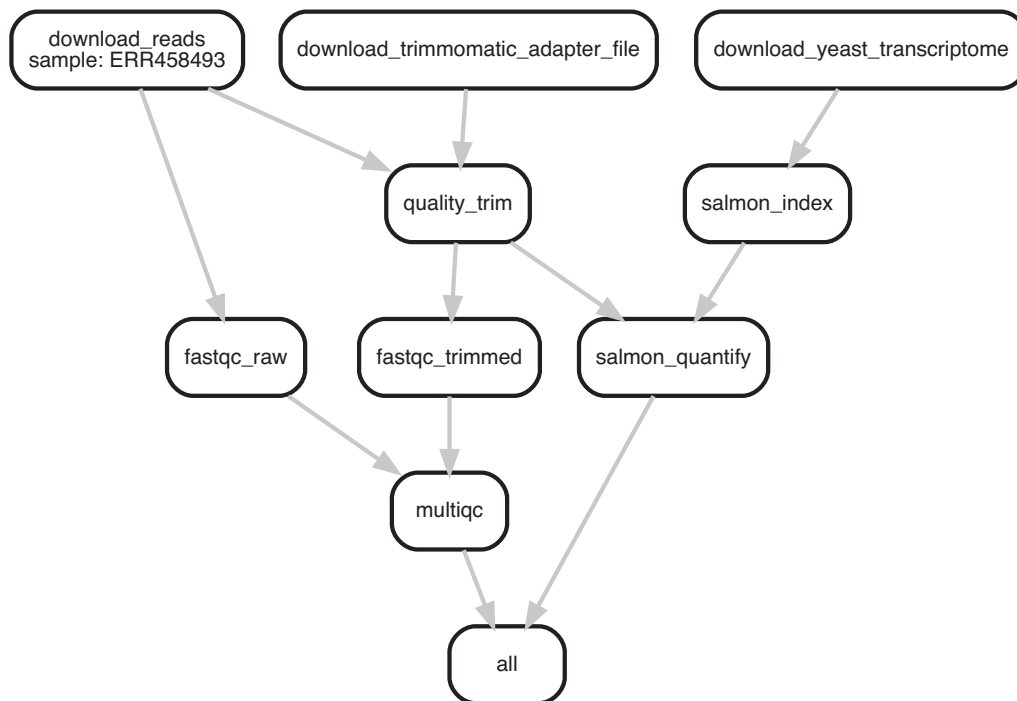 download_reads
sample: ERR458493
download_trimmomatic_adapter_file
download_yeast_transcriptome
quality_trim
salmon_index
fastqc_raw
fastqc_trimmed
salmon_quantify
multiqc
all